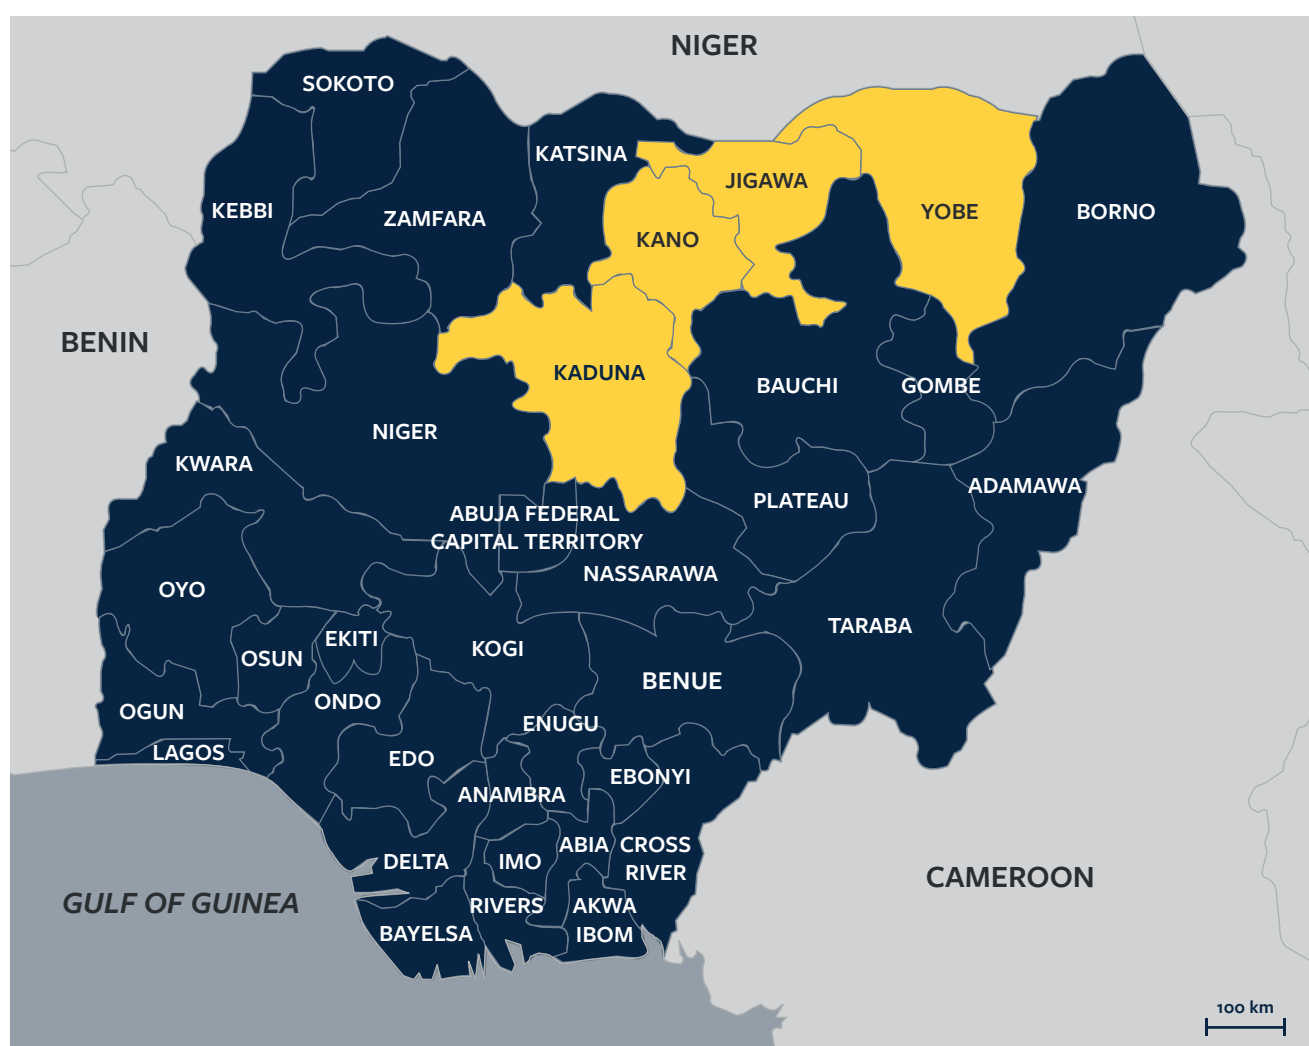 NIGER
SOKOTO
KATSINA
JIGAWA
KEBBI
ZAMFARA
YOBE
BORNO
KANO
BENIN
KADUNA
BAUCHI
GOMBE
NIGER
KWARA
ADAMAWA
PLATEAU
ABUJA FEDERAL
CAPITAL TERRITORY
NASSARAWA
OYO
TARABA
EKITI
KOGI
OSUN
BENUE
ONDO
OGUN
ENUGU
LAGOS
EDO
EBONYI
ANAMBRA
ABIA
CROSS
RIVER
DELTA
IMO
CAMEROON
GULF OF GUINEA
RIVERS
AKWA
IBOM
BAYELSA
100 km